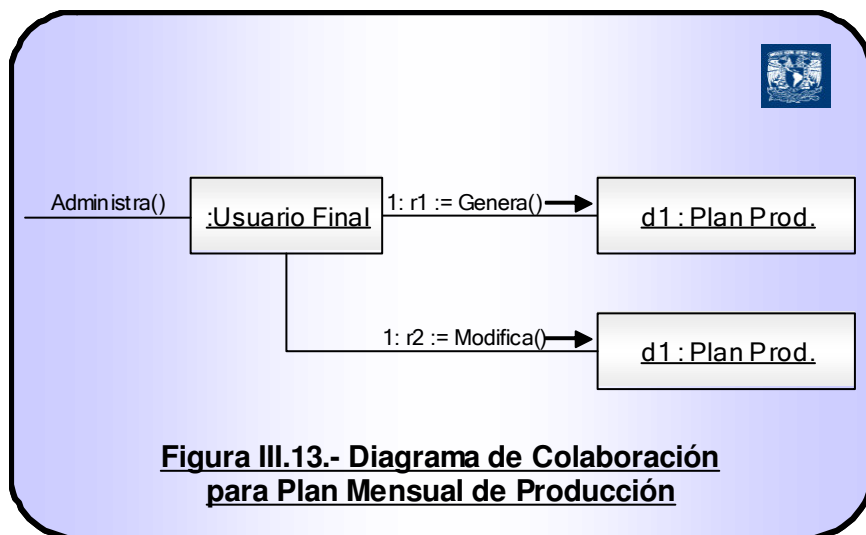 Administra()
:Usuario Final
1: r1 := Genera()
d1 : Plan Prod.
1: r2 := Modifica()
d1 : Plan Prod.
Figura III.13.- Diagrama de Colaboración
para Plan Mensual de Producción